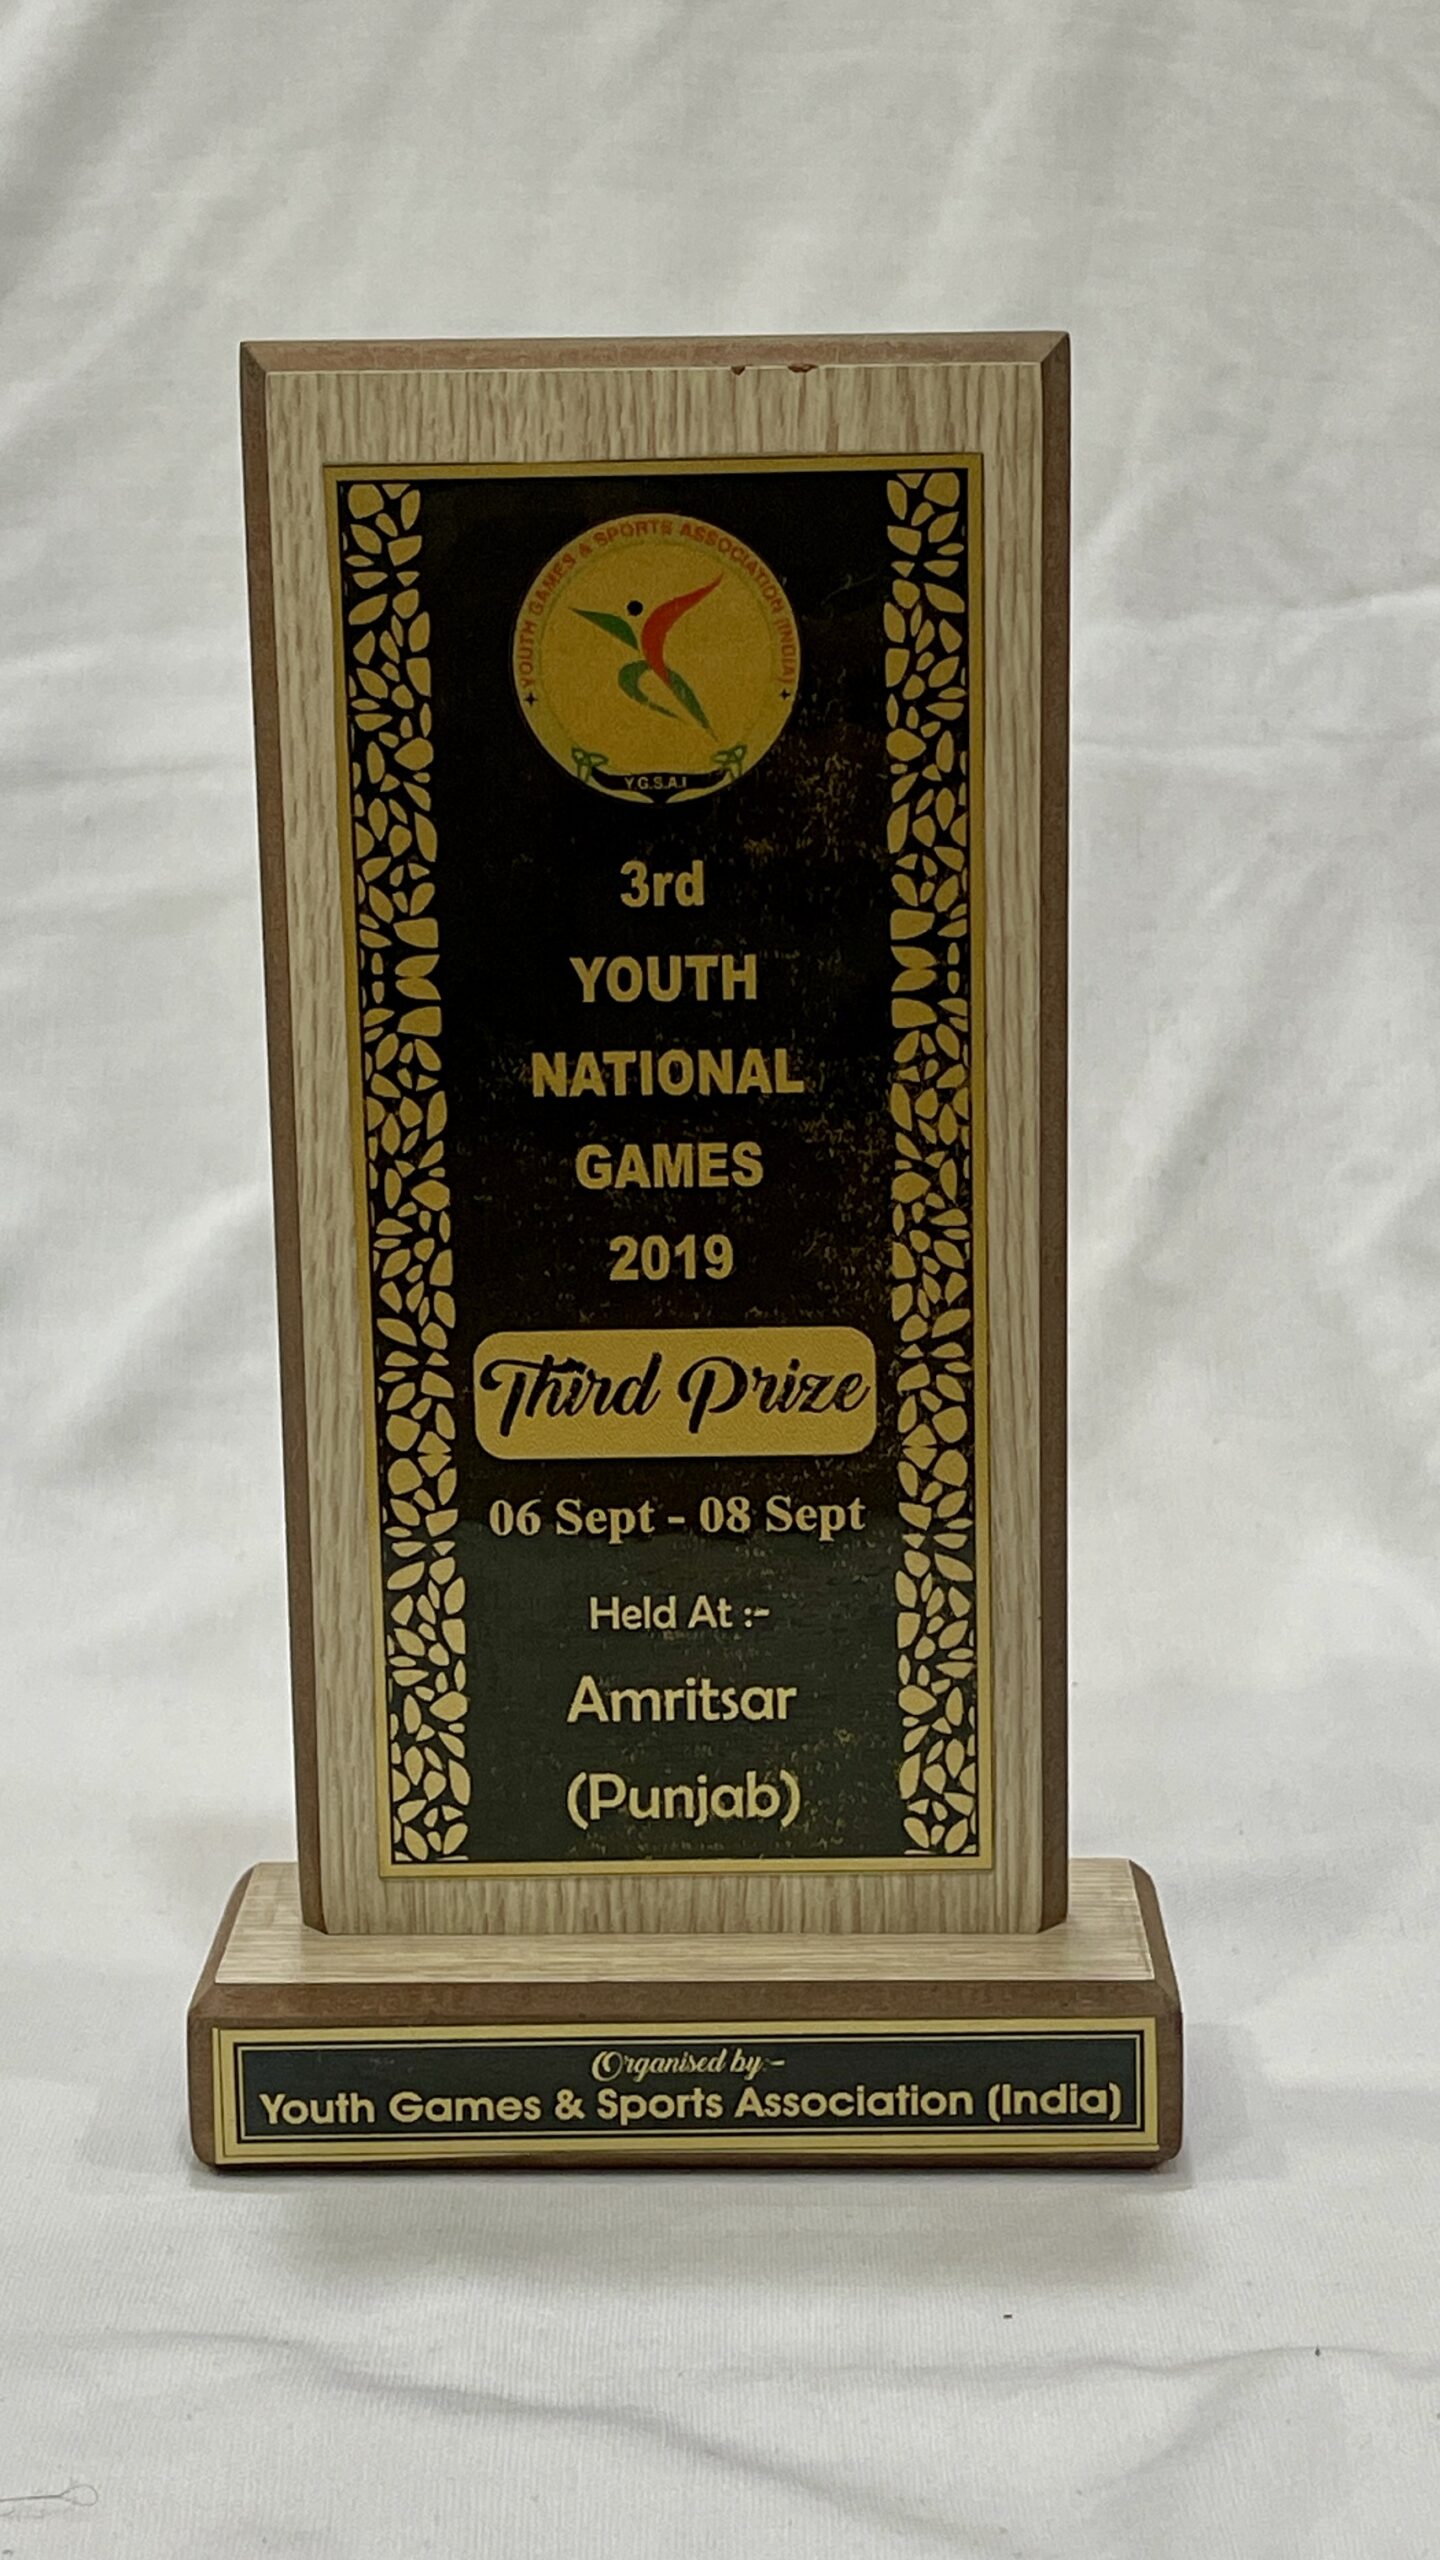 YOUTH GAMES & SPORTS ASSOCIATION (INDIA)
Y.G.S.A.I
3rd
YOUTH
NATIONAL
GAMES
2019
Third Prize
06 Sept - 08 Sept
Held At :-
Amritsar
(Punjab)
Organised by:-
Youth Games & Sports Association (India)